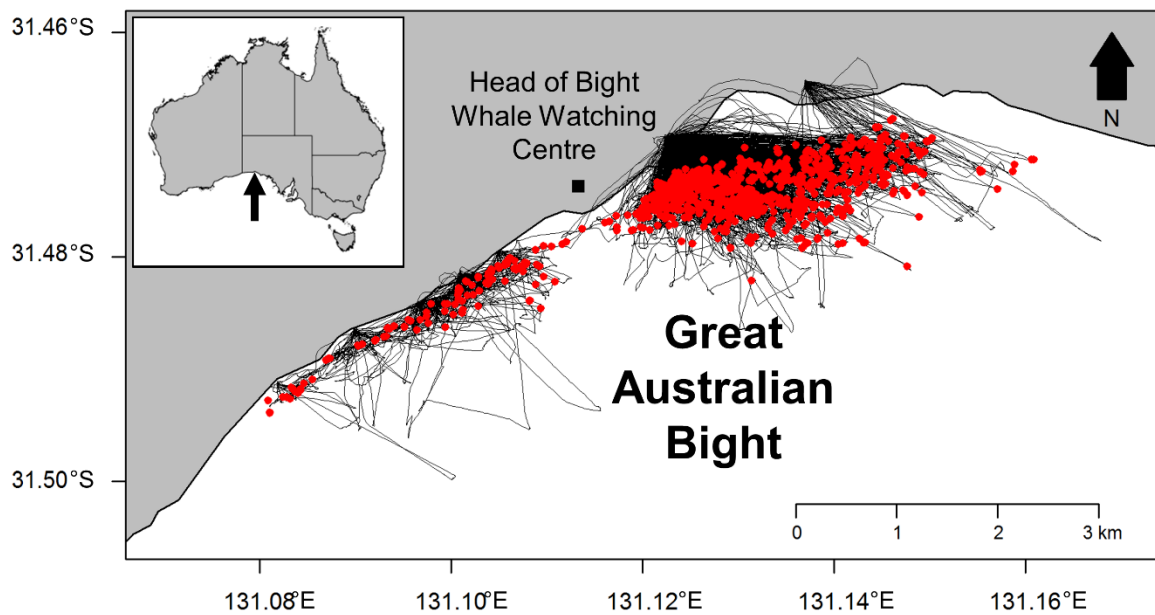 31.46°S
Head of Bight
Whale Watching
Centre
N
31.48°S
Great
Australian
Bight
31.50°S
0 1 2 3 km
131.08°E 131.10°E 131.12°E 131.14°E 131.16°E